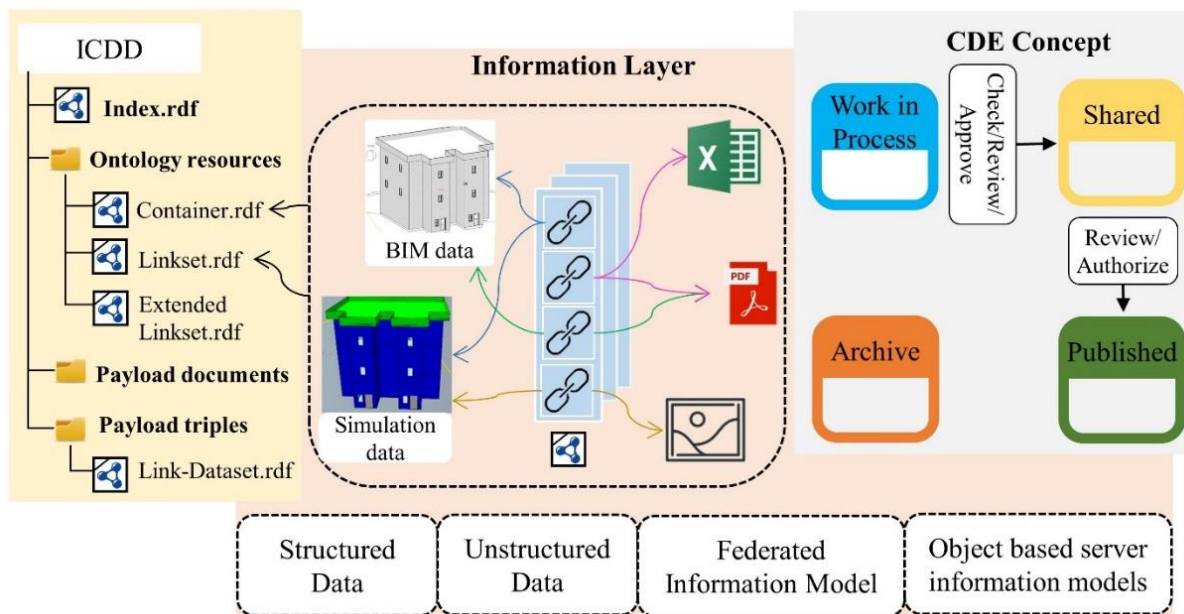 ICDD
Index.rdf
Ontology resources
Container.rdf
Linkset.rdf
Extended
Linkset.rdf
Payload documents
Payload triples
Link-Dataset.rdf
Information Layer
BIM data
Simulation
data
X
PDF
CDE Concept
Work in
Process
Check/Review/
Approve
Shared
Review/
Authorize
Archive
Published
Structured
Data
Unstructured
Data
Federated
Information Model
Object based server
information models